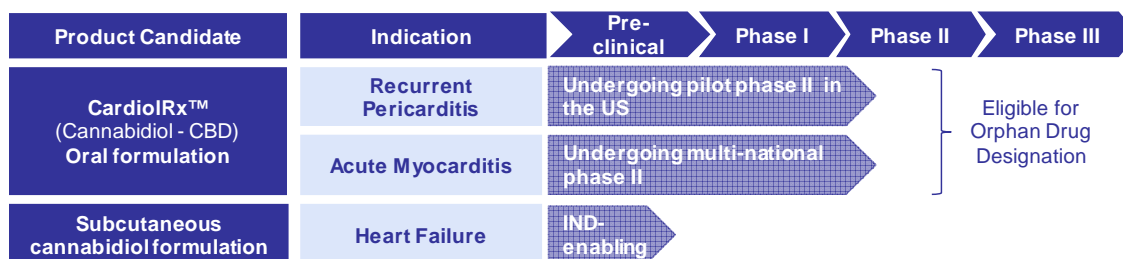 Product Candidate
Indication
Pre-
clinical
Phase I
Phase II
Phase III
CardiolRx™
(Cannabidiol - CBD)
Oral formulation
Recurrent
Pericarditis
Undergoing pilot phase II in
the US
Acute Myocarditis
Undergoing multi-national
phase II
Eligible for
Orphan Drug
Designation
Subcutaneous
cannabidiol formulation
Heart Failure
IND-
enabling